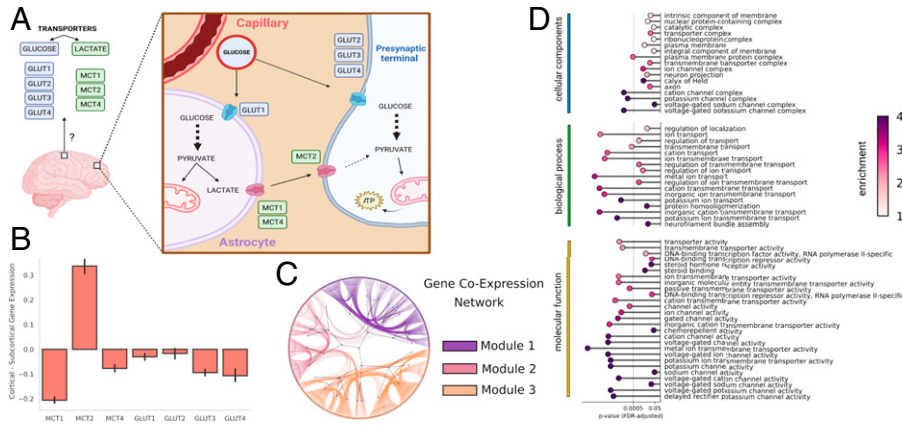 A
TRANSPORTERS
GLUCOSE
LACTATE
GLUT1
GLUT2
GLUT3
GLUT4
MCT1
MCT2
MCT4
?
Capillary
GLUCOSE
GLUT2
GLUT3
GLUT4
Presynaptic
terminal
GLUT1
GLUCOSE
GLUCOSE
MCT2
PYRUVATE
PYRUVATE
LACTATE
MCT1
MCT4
ATP
Astrocyte
B
Cortical - Subcortical Gene Expression
0.3
0.2
0.1
0.0
−0.1
−0.2
MCT1
MCT2
MCT4
GLUT1
GLUT2
GLUT3
GLUT4
C
Gene Co-Expression
Network
Module 1
Module 2
Module 3
D
cellular components
intrinsic component of membrane
nuclear protein-containing complex
catalytic complex
transporter complex
ribonucleoprotein complex
plasma membrane
integral component of membrane
plasma membrane protein complex
transmembrane transporter complex
ion channel complex
neuron projection
calyx of Held
axon
cation channel complex
potassium channel complex
voltage-gated sodium channel complex
voltage-gated potassium channel complex
biological process
regulation of localization
ion transport
regulation of transport
transmembrane transport
cation transport
ion transmembrane transport
regulation of transmembrane transport
regulation of ion transport
metal ion transport
regulation of ion transmembrane transport
cation transmembrane transport
inorganic ion transmembrane transport
potassium ion transport
protein homooligomerization
inorganic cation transmembrane transport
potassium ion transmembrane transport
neurofilament bundle assembly
molecular function
transporter activity
transmembrane transporter activity
DNA-binding transcription factor activity, RNA polymerase II-specific
DNA-binding transcription repressor activity
steroid hormone receptor activity
steroid binding
ion transmembrane transporter activity
inorganic molecular entity transmembrane transporter activity
passive transmembrane transporter activity
DNA-binding transcription repressor activity, RNA polymerase II-specific
cation transmembrane transporter activity
channel activity
ion channel activity
gated channel activity
inorganic cation transmembrane transporter activity
chemorepellent activity
cation channel activity
voltage-gated channel activity
metal ion transmembrane transporter activity
voltage-gated ion channel activity
potassium ion transmembrane transporter activity
potassium channel activity
sodium channel activity
voltage-gated cation channel activity
voltage-gated sodium channel activity
voltage-gated potassium channel activity
delayed rectifier potassium channel activity
0.0005
0.05
p-value (FDR-adjusted)
enrichment
4
3
2
1